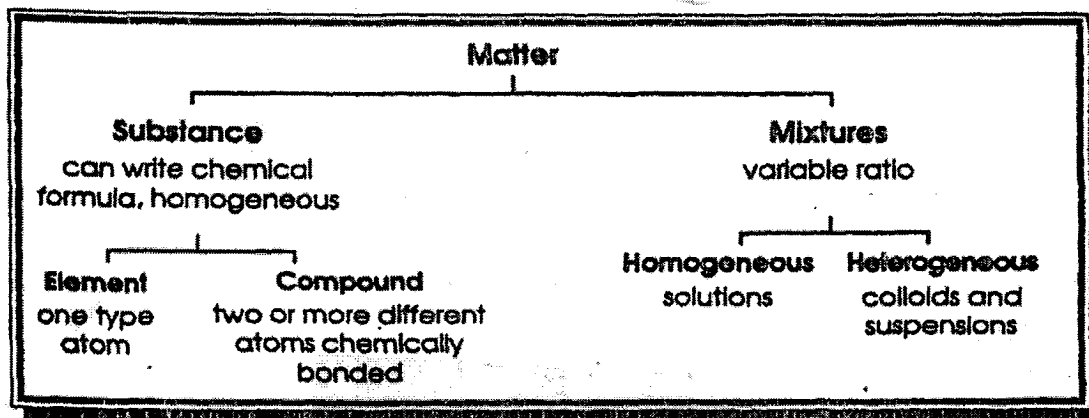 Matter
Substance
can write chemical
formula, homogeneous
Mixtures
variable ratio
Element
one type
atom
Compound
two or more different
atoms chemically
bonded
Homogeneous
solutions
Heterogeneous
colloids and
suspensions